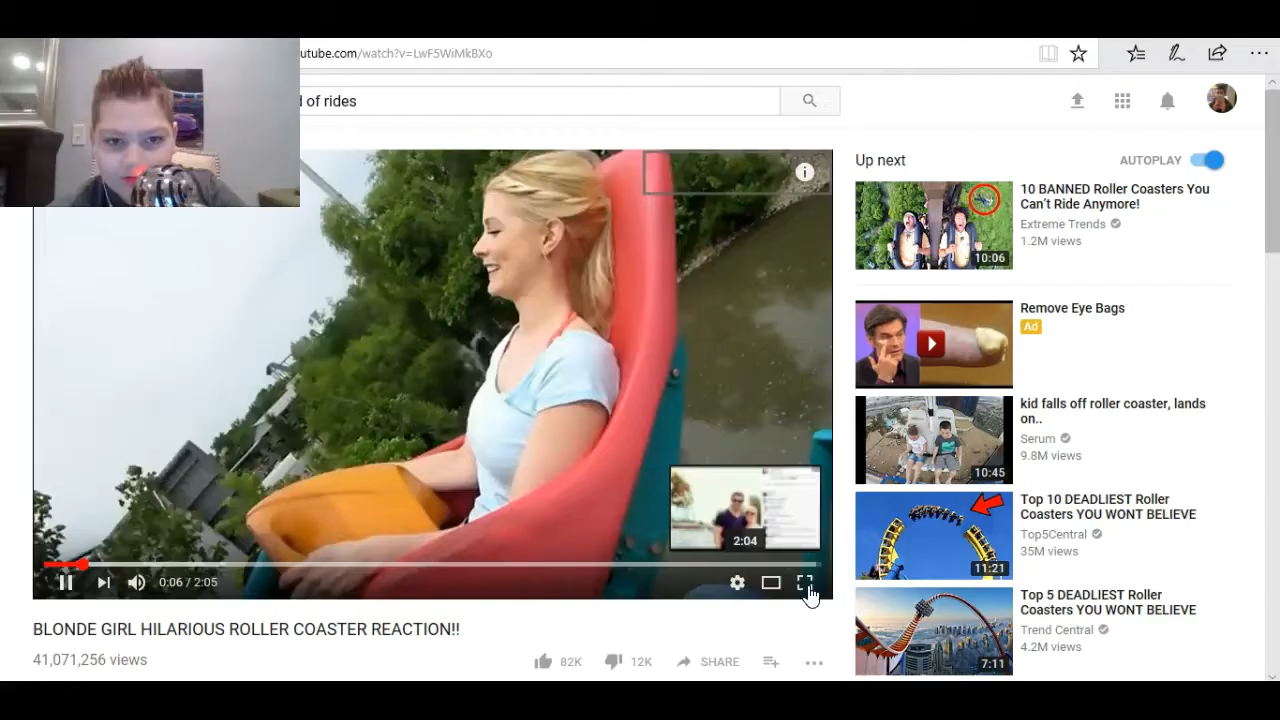 utube.com/watch?v=LwF5WiMkBXo
of rides
Up next
AUTOPLAY
10 BANNED Roller Coasters You
Can't Ride Anymore!
Extreme Trends
1.2M views
10:06
Remove Eye Bags
Ad
kid falls off roller coaster, lands
on..
Serum
9.8M views
10:45
Top 10 DEADLIEST Roller
Coasters YOU WONT BELIEVE
Top5Central
35M views
11:21
Top 5 DEADLIEST Roller
Coasters YOU WONT BELIEVE
Trend Central
4.2M views
7:11
2:04
0:06 / 2:05
BLONDE GIRL HILARIOUS ROLLER COASTER REACTION!!
41,071,256 views
82K
12K
SHARE